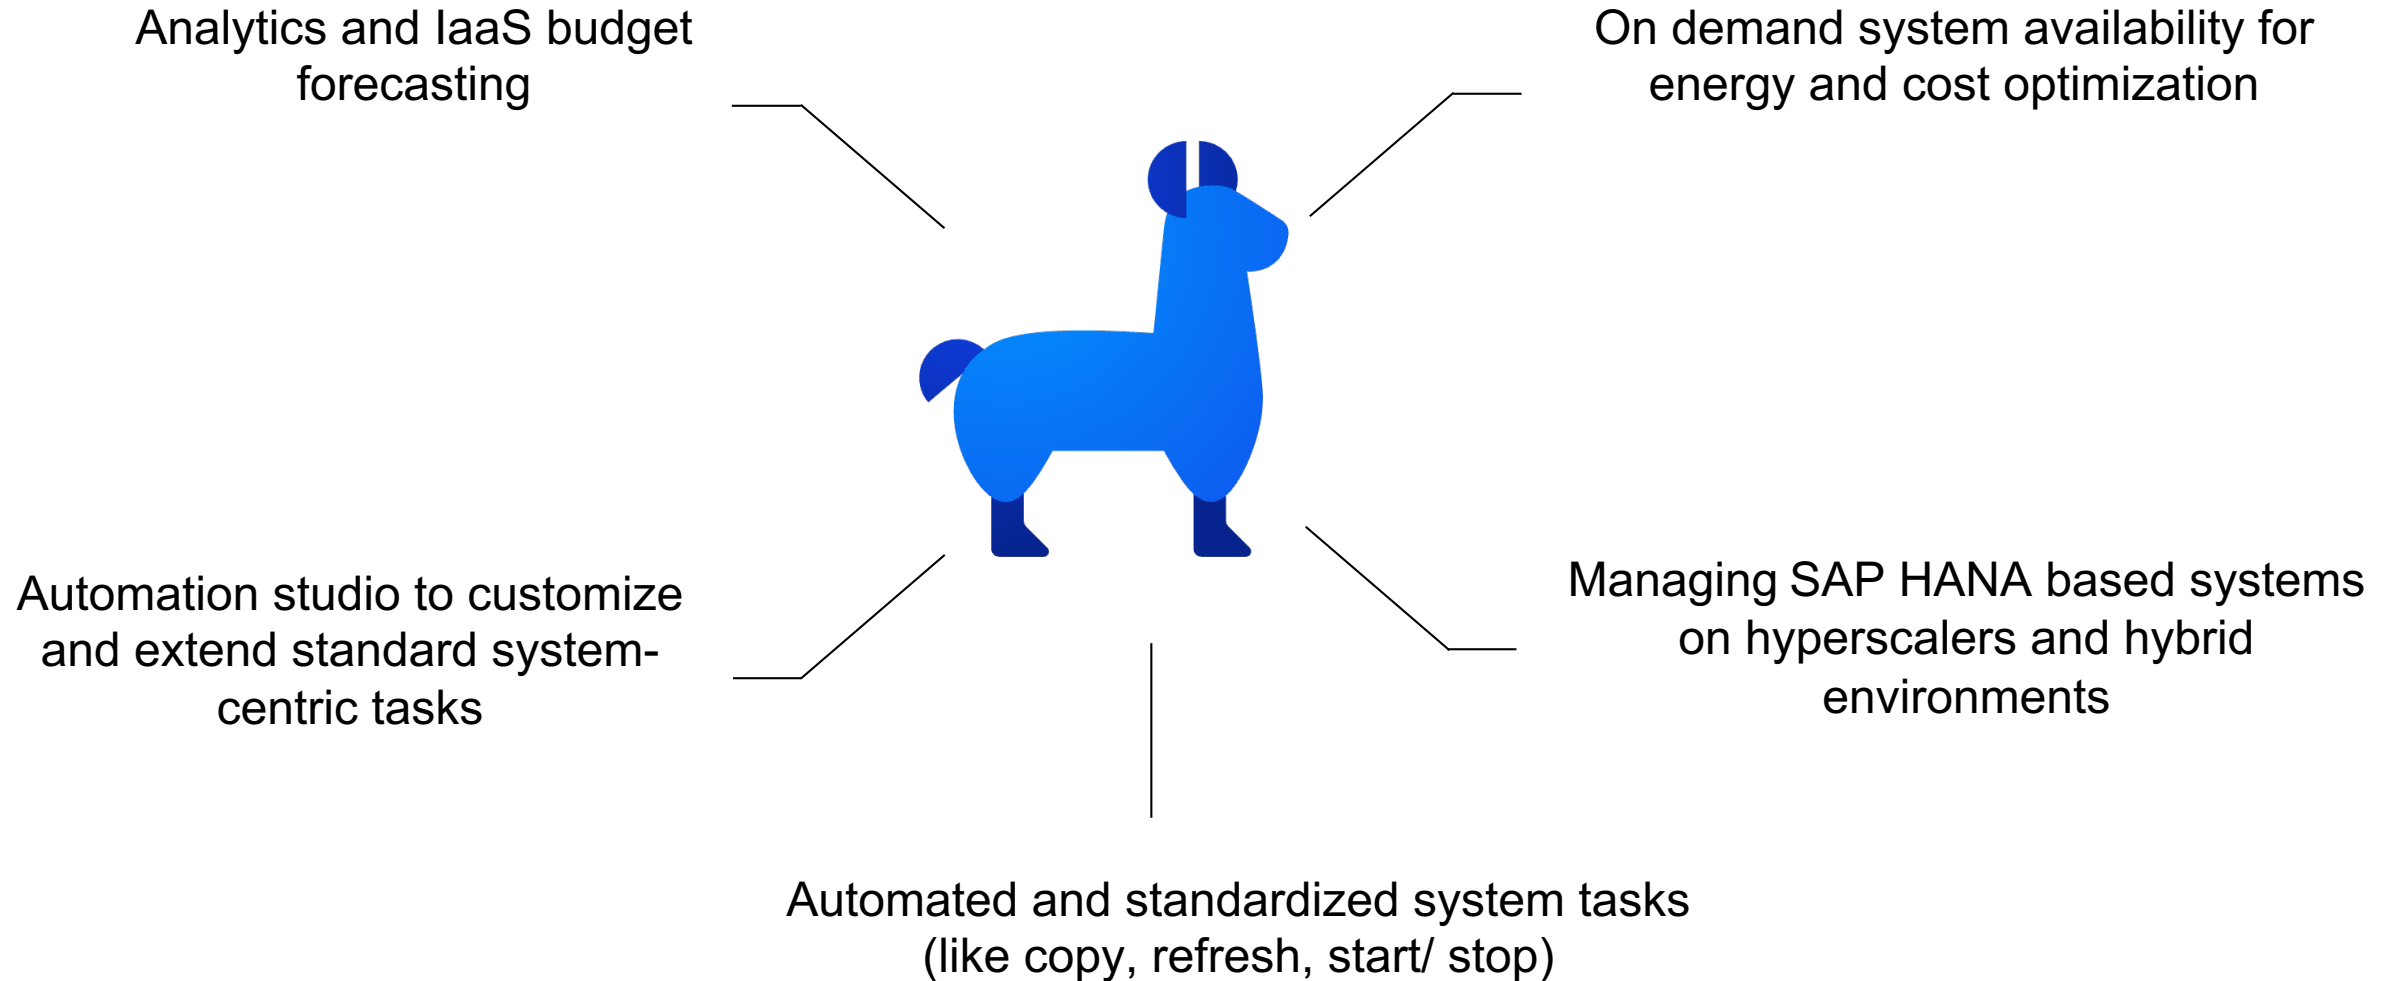 Analytics and IaaS budget
forecasting
On demand system availability for
energy and cost optimization
Automation studio to customize
and extend standard system-
centric tasks
Managing SAP HANA based systems
on hyperscalers and hybrid
environments
Automated and standardized system tasks
(like copy, refresh, start/ stop)